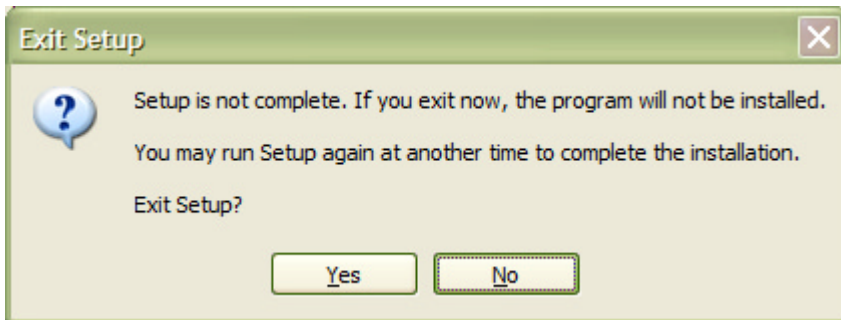 Exit Setup
Setup is not complete. If you exit now, the program will not be installed.
You may run Setup again at another time to complete the installation.
Exit Setup?
Yes No